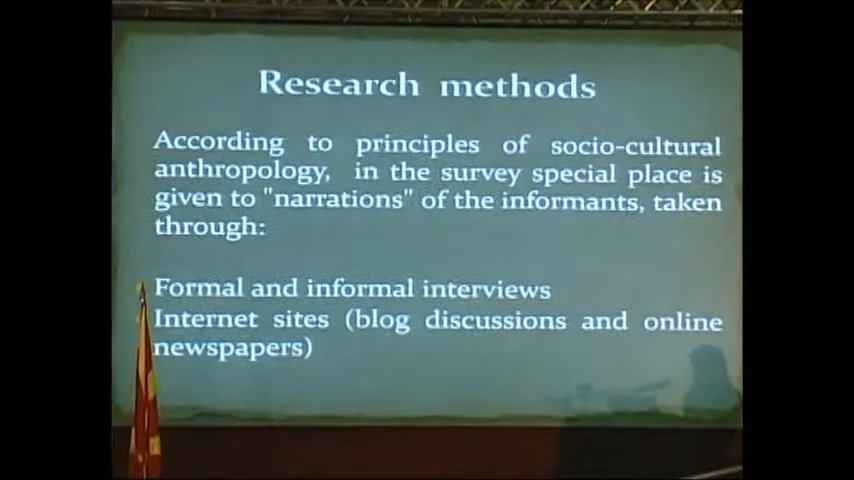 Research methods
According to principles of socio-cultural
anthropology, in the survey special place is
given to "narrations" of the informants, taken
through:
Formal and informal interviews
Internet sites (blog discussions and online
newspapers)